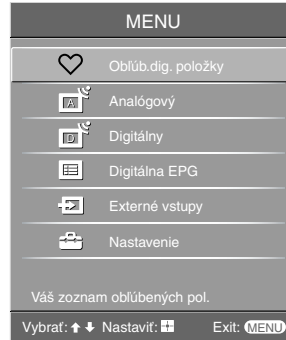 MENU
Obľúb.dig. položky
Analógový
Digitálny
Digitálna EPG
Externé vstupy
Nastavenie
Váš zoznam obľúbených pol.
Vybrať: Nastaviť: Exit: MENU